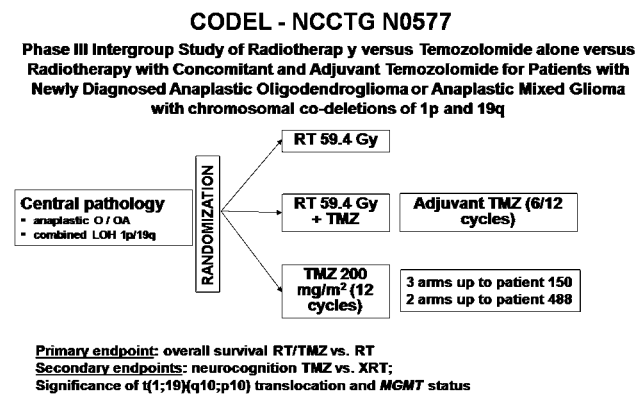 CODEL - NCCTG N0577
Phase III Intergroup Study of Radiotherap y versus Temozolomide alone versus
Radiotherapy with Concomitant and Adjuvant Temozolomide for Patients with
Newly Diagnosed Anaplastic Oligodendroglioma or Anaplastic Mixed Glioma
with chromosomal co-deletions of 1p and 19q
Central pathology
▪ anaplastic O / OA
▪ combined LOH 1p/19q
RANDOMIZATION
RT 59.4 Gy
RT 59.4 Gy
+ TMZ
Adjuvant TMZ (6/12
cycles)
TMZ 200
mg/m² (12
cycles)
3 arms up to patient 150
2 arms up to patient 488
Primary endpoint: overall survival RT/TMZ vs. RT
Secondary endpoints: neurocognition TMZ vs. XRT;
Significance of t(1;19)(q10;p10) translocation and MGMT status